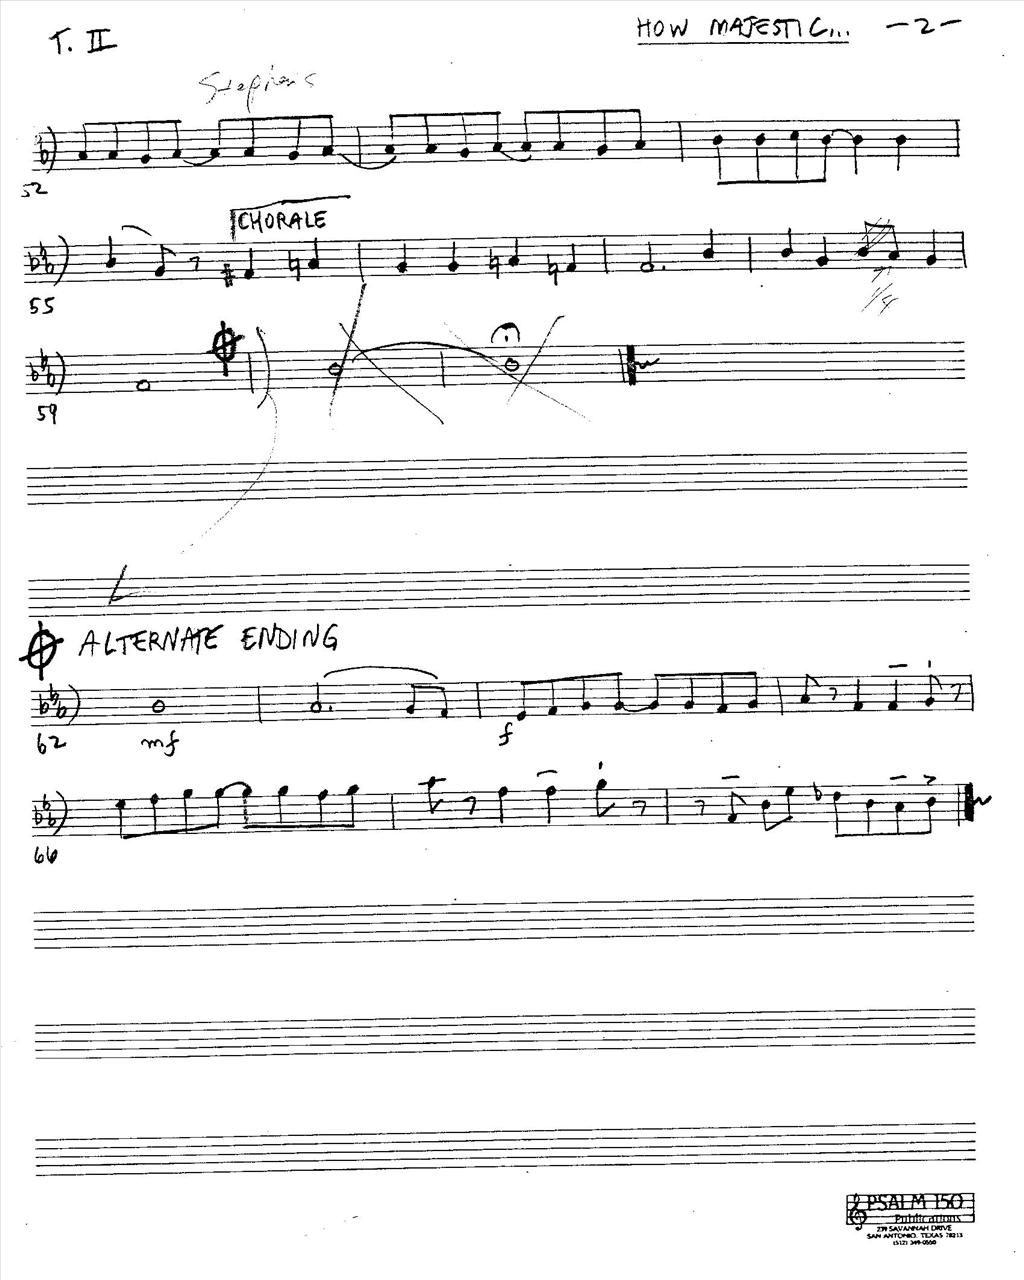 T. II
HOW MAJESTIC... -2-
Stephens
52
CHORALE
55
59
ALTERNATE ENDING
62 mf f
66
PSALM 150
Publications
239 SAVANNAH DRIVE
SAN ANTONIO, TEXAS 78213
(512) 349-0550